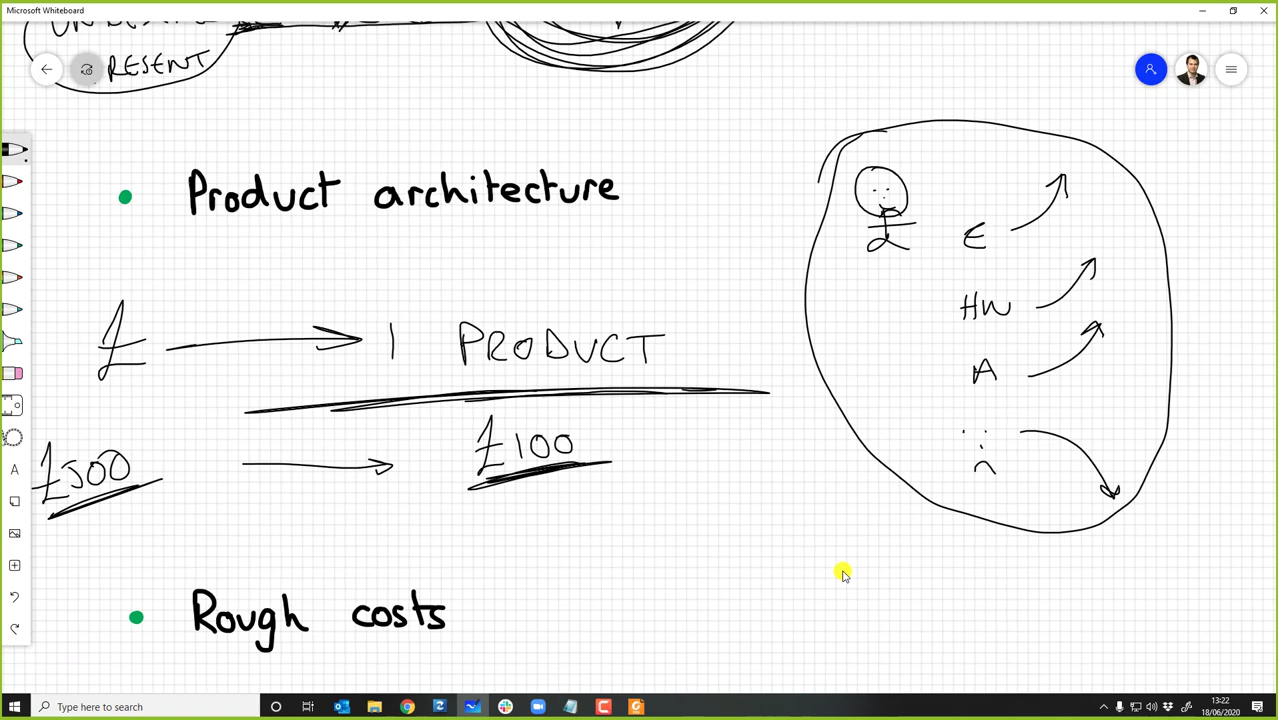 Microsoft Whiteboard
RESENT
• Product architecture
£ → 1 PRODUCT
£500 → £100
• Rough costs
£ E
HW
A
A
Type here to search
13:22
18/06/2020